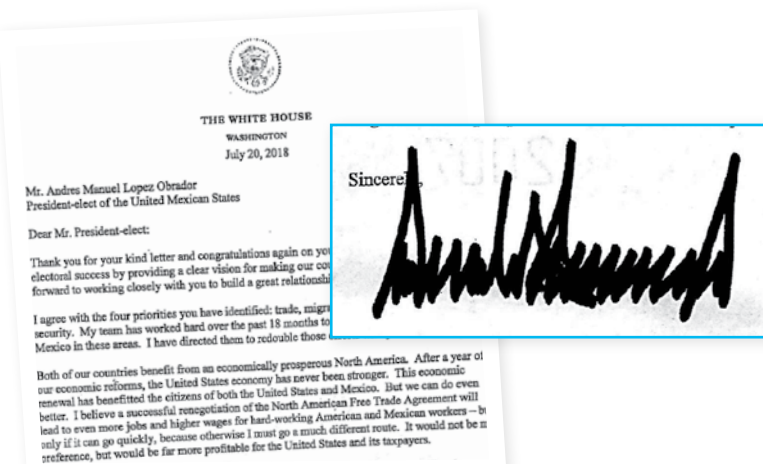 THE WHITE HOUSE
WASHINGTON
July 20, 2018
Mr. Andres Manuel Lopez Obrador
President-elect of the United Mexican States
Dear Mr. President-elect:
Thank you for your kind letter and congratulations again on
electoral success by providing a clear vision for making our
forward to working closely with you to build a great
I agree with the four priorities you have identified: trade,
security. My team has worked hard over the past 18 months to
Mexico in these areas. I have directed them to redouble those
Both of our countries benefit from an economically prosperous North America. After a year of
our economic reforms, the United States economy has never been stronger. This economic
renewal has benefitted the citizens of both the United States and Mexico. But we can do even
better. I believe a successful renegotiation of the North American Free Trade Agreement will
lead to even more jobs and higher wages for hard-working American and Mexican workers –
only if it can go quickly, because otherwise I must go a much different route. It would not be
preference, but would be far more profitable for the United States and its taxpayers.
Sincerely,